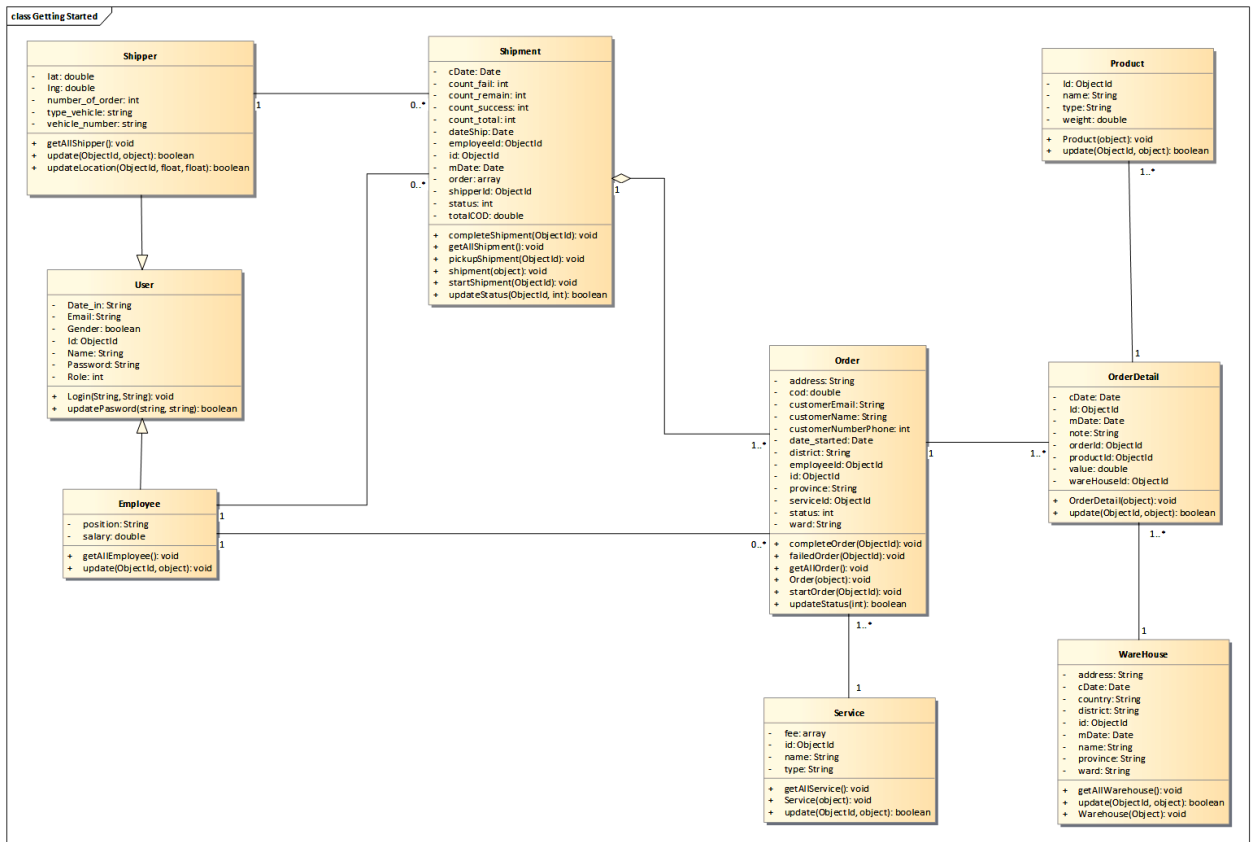 class Getting Started
Shipper
- lat: double
- lng: double
- number_of_order: int
- type_vehicle: string
- vehicle_number: string
+ getAllShipper(): void
+ update(ObjectId, object): boolean
+ updateLocation(ObjectId, float, float): boolean
1
0..*
Shipment
- cDate: Date
- count_fail: int
- count_remain: int
- count_success: int
- count_total: int
- dateShip: Date
- employeeId: ObjectId
- id: ObjectId
- mDate: Date
- order: array
- shipperId: ObjectId
- status: int
- totalCOD: double
+ completeShipment(ObjectId): void
+ getAllShipment(): void
+ pickupShipment(ObjectId): void
+ shipment(object): void
+ startShipment(ObjectId): void
+ updateStatus(ObjectId, int): boolean
0..*
1
Product
- Id: ObjectId
- name: String
- type: String
- weight: double
+ Product(object): void
+ update(ObjectId, object): boolean
1..*
1
User
- Date_in: String
- Email: String
- Gender: boolean
- Id: ObjectId
- Name: String
- Password: String
- Role: int
+ Login(String, String): void
+ updatePasword(string, string): boolean
Order
- address: String
- cod: double
- customerEmail: String
- customerName: String
- customerNumberPhone: int
- date_started: Date
- district: String
- employeeId: ObjectId
- id: ObjectId
- province: String
- serviceId: ObjectId
- status: int
- ward: String
+ completeOrder(ObjectId): void
+ failedOrder(ObjectId): void
+ getAllOrder(): void
+ Order(object): void
+ startOrder(ObjectId): void
+ updateStatus(int): boolean
1..*
1
1..*
OrderDetail
- cDate: Date
- Id: ObjectId
- mDate: Date
- note: String
- orderId: ObjectId
- productId: ObjectId
- value: double
- wareHouseId: ObjectId
+ OrderDetail(object): void
+ update(ObjectId, object): boolean
1..*
1
Employee
- position: String
- salary: double
+ getAllEmployee(): void
+ update(ObjectId, object): void
1
1
0..*
1..*
1
Service
- fee: array
- id: ObjectId
- name: String
- type: String
+ getAllService(): void
+ Service(object): void
+ update(ObjectId, object): boolean
WareHouse
- address: String
- cDate: Date
- country: String
- district: String
- id: ObjectId
- mDate: Date
- name: String
- province: String
- ward: String
+ getAllWarehouse(): void
+ update(ObjectId, object): boolean
+ Warehouse(Object): void